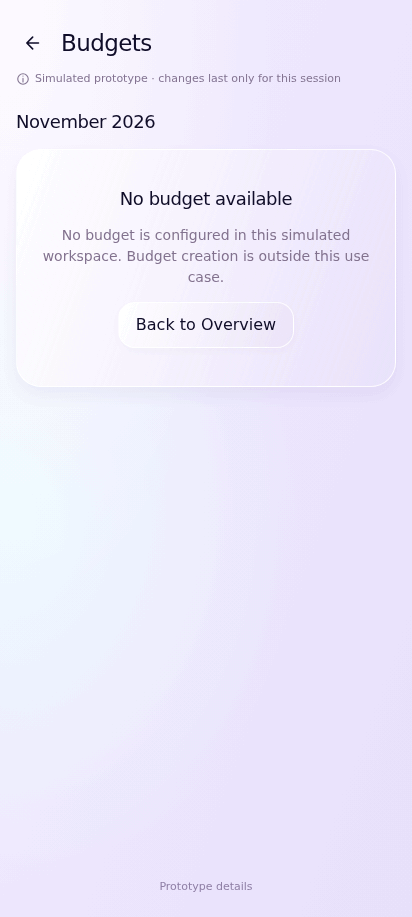 Budgets
Simulated prototype · changes last only for this session
November 2026
No budget available
No budget is configured in this simulated
workspace. Budget creation is outside this use
case.
Back to Overview
Prototype details